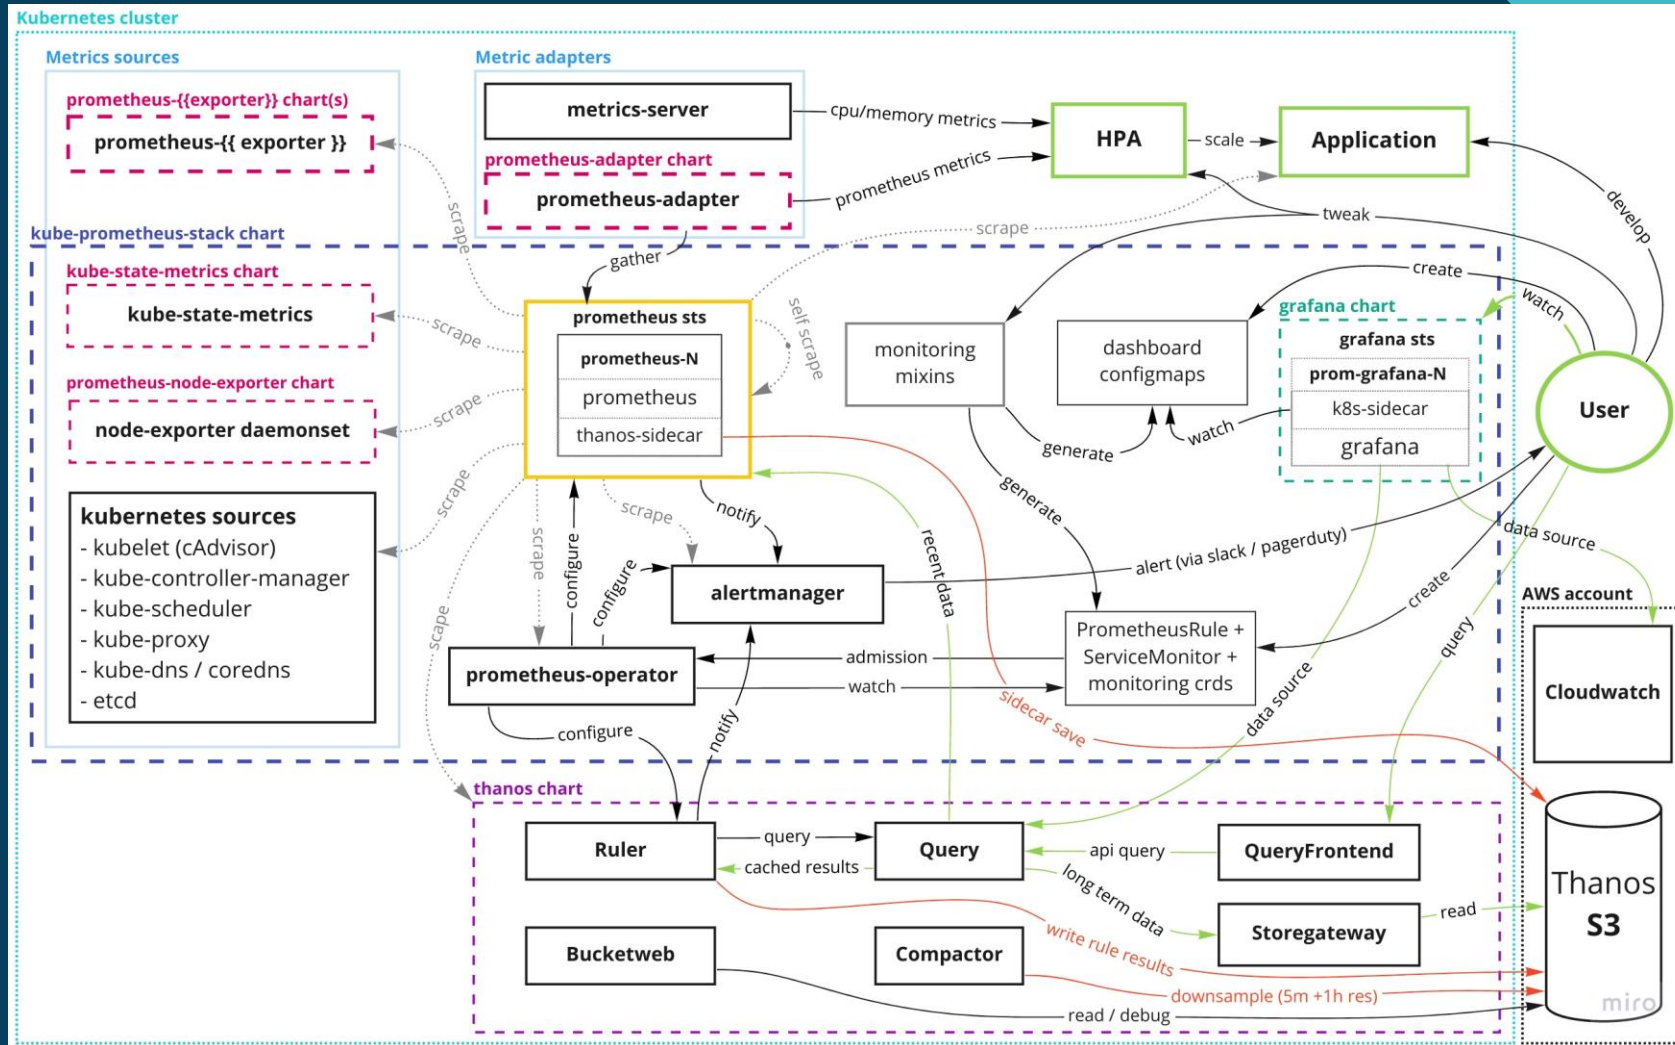 Kubernetes cluster
Metrics sources
Metric adapters
prometheus-{{exporter}} chart(s)
prometheus-{{ exporter }}
metrics-server
cpu/memory metrics
HPA
scale
Application
prometheus-adapter chart
prometheus-adapter
prometheus metrics
scrape
develop
tweak
scrape
kube-prometheus-stack chart
gather
create
watch
kube-state-metrics chart
kube-state-metrics
scrape
prometheus sts
prometheus-N
prometheus
thanos-sidecar
self scrape
monitoring
mixins
dashboard
configmaps
grafana chart
grafana sts
prom-grafana-N
k8s-sidecar
grafana
User
prometheus-node-exporter chart
node-exporter daemonset
scrape
generate
watch
kubernetes sources
- kubelet (cAdvisor)
- kube-controller-manager
- kube-scheduler
- kube-proxy
- kube-dns / coredns
- etcd
scrape
scrape
scrape
notify
generate
recent data
data source
alert (via slack / pagerduty)
configure
configure
alertmanager
create
query
AWS account
scape
prometheus-operator
admission
watch
PrometheusRule +
ServiceMonitor +
monitoring crds
Cloudwatch
sidecar save
data source
configure
notify
thanos chart
Ruler
query
cached results
Query
api query
QueryFrontend
long term data
Storegateway
read
Thanos
S3
write rule results
Bucketweb
Compactor
downsample (5m +1h res)
read / debug
miro